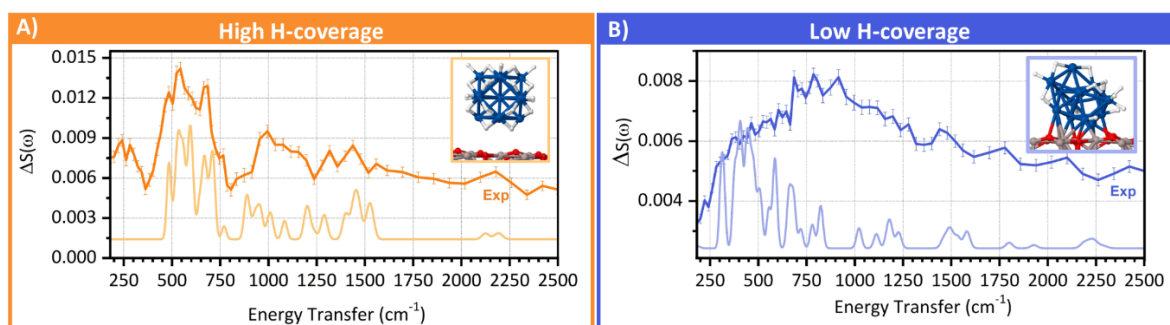 A) High H-coverage
0.015
0.012
0.009
0.006
0.003
0.000
ΔS(ω)
Exp
250 500 750 1000 1250 1500 1750 2000 2250 2500
Energy Transfer (cm⁻¹)
B) Low H-coverage
0.008
0.006
0.004
ΔS(ω)
Exp
250 500 750 1000 1250 1500 1750 2000 2250 2500
Energy Transfer (cm⁻¹)